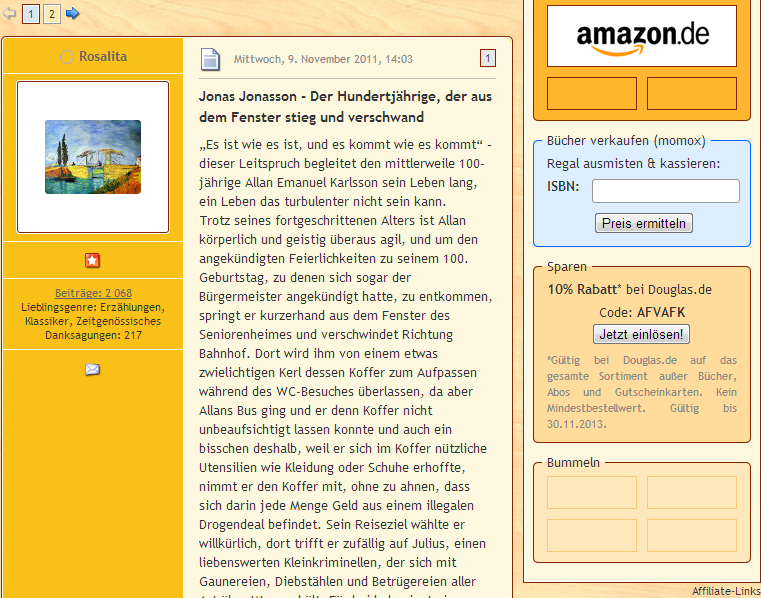 1 2
Rosalita
Beiträge: 2 068
Lieblingsgenre: Erzählungen,
Klassiker, Zeitgenössisches
Danksagungen: 217
Mittwoch, 9. November 2011, 14:03
1
Jonas Jonasson - Der Hundertjährige, der aus
dem Fenster stieg und verschwand
„Es ist wie es ist, und es kommt wie es kommt“ -
dieser Leitspruch begleitet den mittlerweile 100-
jährige Allan Emanuel Karlsson sein Leben lang,
ein Leben das turbulenter nicht sein kann.
Trotz seines fortgeschrittenen Alters ist Allan
körperlich und geistig überaus agil, und um den
angekündigten Feierlichkeiten zu seinem 100.
Geburtstag, zu denen sich sogar der
Bürgermeister angekündigt hatte, zu entkommen,
springt er kurzerhand aus dem Fenster des
Seniorenheimes und verschwindet Richtung
Bahnhof. Dort wird ihm von einem etwas
zwielichtigen Kerl dessen Koffer zum Aufpassen
während des WC-Besuches überlassen, da aber
Allans Bus ging und er denn Koffer nicht
unbeaufsichtigt lassen konnte und auch ein
bisschen deshalb, weil er sich im Koffer nützliche
Utensilien wie Kleidung oder Schuhe erhoffte,
nimmt er den Koffer mit, ohne zu ahnen, dass
sich darin jede Menge Geld aus einem illegalen
Drogendeal befindet. Sein Reiseziel wählte er
willkürlich, dort trifft er zufällig auf Julius, einen
liebenswerten Kleinkriminellen, der sich mit
Gaunereien, Diebstählen und Betrügereien aller
amazon.de
Bücher verkaufen (momox)
Regal ausmisten & kassieren:
ISBN:
Preis ermitteln
Sparen
10% Rabatt* bei Douglas.de
Code: AFVAFK
Jetzt einlösen!
*Gültig bei Douglas.de auf das
gesamte Sortiment außer Bücher,
Abos und Gutscheinkarten. Kein
Mindestbestellwert. Gültig bis
30.11.2013.
Bummeln
Affiliate-Links